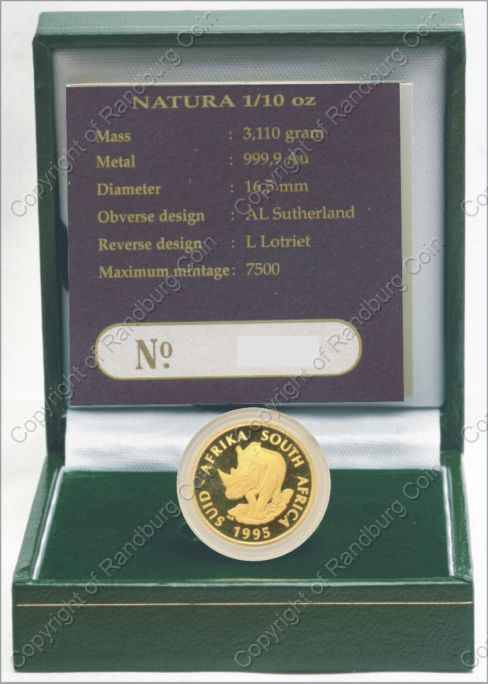 NATURA 1/10 oz
Mass : 3,110 gram
Metal : 999,9 Au
Diameter : 16,5 mm
Obverse design : AL Sutherland
Reverse design : L Lotriet
Maximum mintage : 7500
No
SUID AFRIKA SOUTH AFRICA
1995
Copyright of Randburg Coin